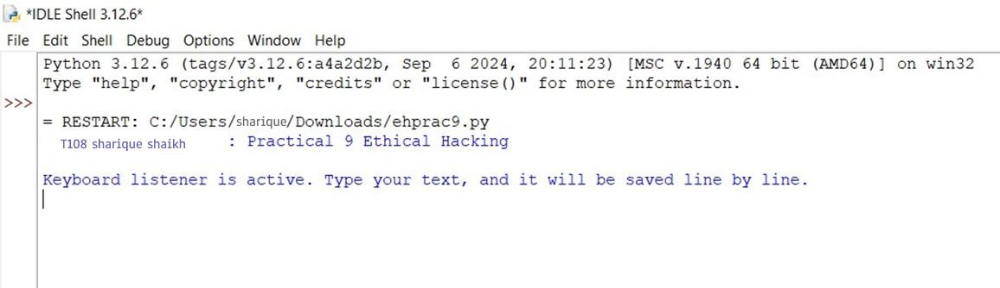 *IDLE Shell 3.12.6*
File Edit Shell Debug Options Window Help
Python 3.12.6 (tags/v3.12.6:a4a2d2b, Sep  6 2024, 20:11:23) [MSC v.1940 64 bit (AMD64)] on win32
Type "help", "copyright", "credits" or "license()" for more information.
>>>
= RESTART: C:/Users/sharique/Downloads/ehprac9.py
T108 sharique shaikh : Practical 9 Ethical Hacking
Keyboard listener is active. Type your text, and it will be saved line by line.